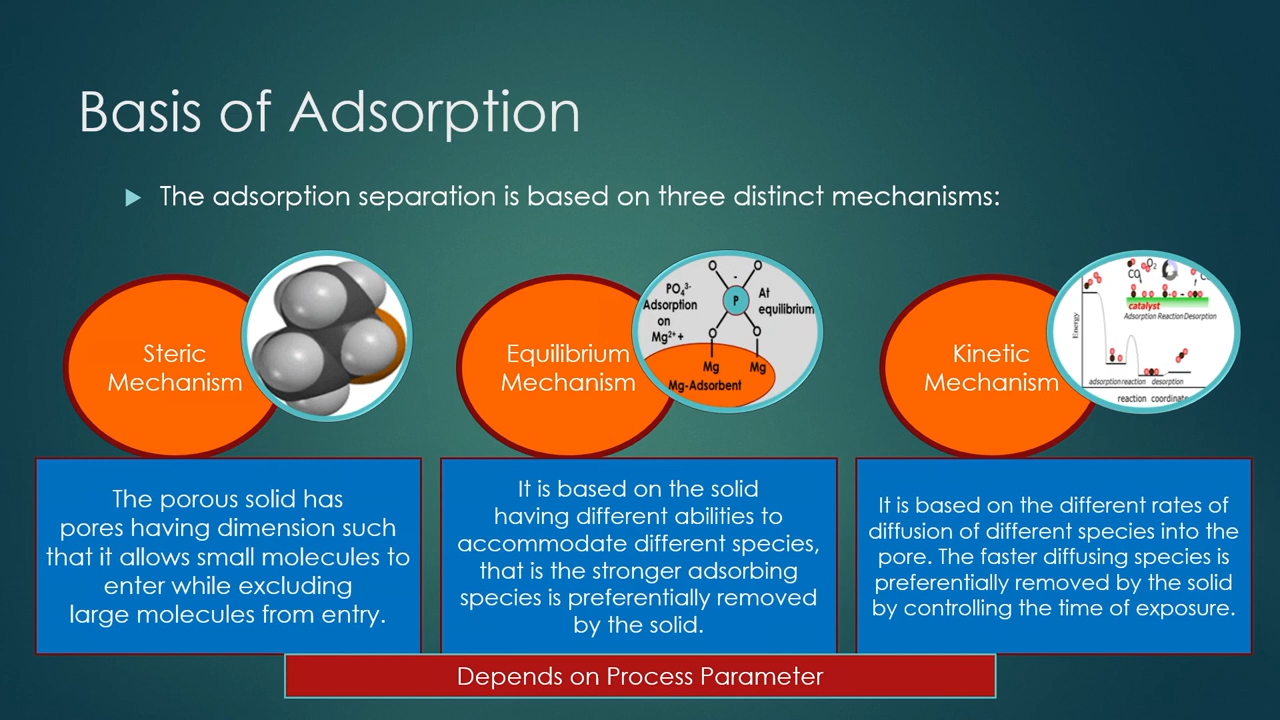 Basis of Adsorption
The adsorption separation is based on three distinct mechanisms:
Steric
Mechanism
Equilibrium
Mechanism
PO₄³⁻
Adsorption
on
Mg²⁺+
O
O
-
P
At
equilibrium
O
O
Mg
Mg
Mg-Adsorbent
Kinetic
Mechanism
O₂
catalyst
Adsorption Reaction Desorption
Energy
adsorption reaction desorption
reaction
The porous solid has
pores having dimension such
that it allows small molecules to
enter while excluding
large molecules from entry.
It is based on the solid
having different abilities to
accommodate different species,
that is the stronger adsorbing
species is preferentially removed
by the solid.
It is based on the different rates of
diffusion of different species into the
pore. The faster diffusing species is
preferentially removed by the solid
by controlling the time of exposure.
Depends on Process Parameter